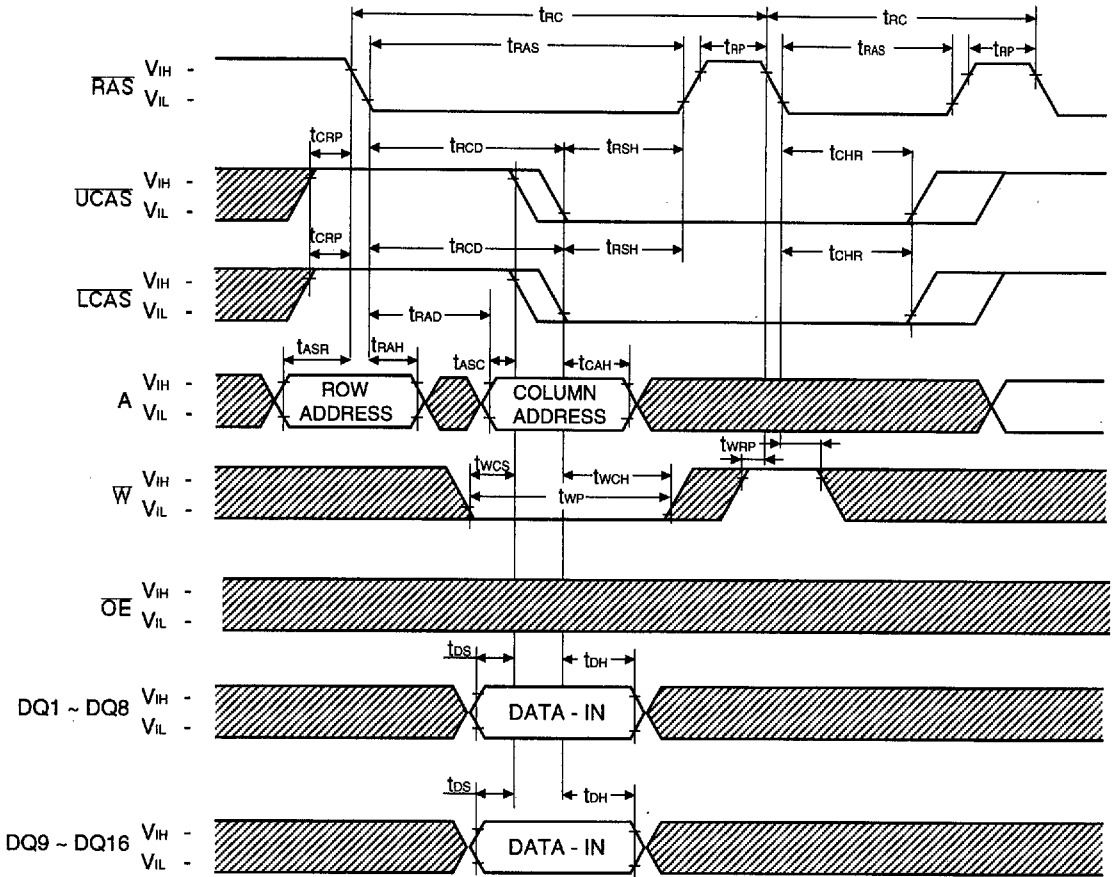 tRC tRC
tRAS tRP tRAS tRP
RAS VIH -
VIL -
tCRP tRCD tRSH tCHR
UCAS VIH -
VIL -
tCRP tRCD tRSH tCHR
LCAS VIH -
VIL -
tRAD
tASR tRAH tASC tCAH
A VIH -
VIL -
ROW ADDRESS
COLUMN ADDRESS
tWRP
tWCS tWCH
W VIH -
VIL -
tWP
OE VIH -
VIL -
tDS tDH
DQ1 ~ DQ8 VIH -
VIL -
DATA - IN
tDS tDH
DQ9 ~ DQ16 VIH -
VIL -
DATA - IN